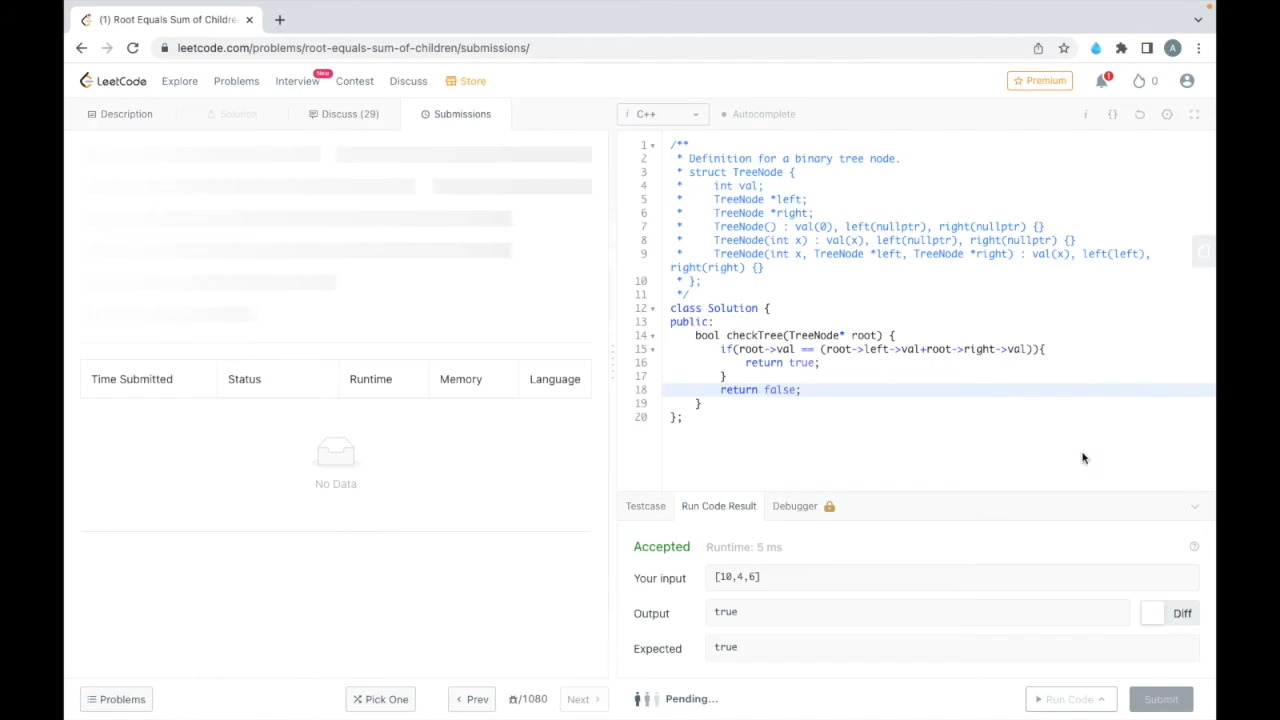 (1) Root Equals Sum of Childre
leetcode.com/problems/root-equals-sum-of-children/submissions/
A
LeetCode
Explore
Problems
Interview
New
Contest
Discuss
Store
Premium
1
0
Description
Solution
Discuss (29)
Submissions
i C++
Autocomplete
i {}
Time Submitted
Status
Runtime
Memory
Language
No Data
1 /**
2 * Definition for a binary tree node.
3 * struct TreeNode {
4 *     int val;
5 *     TreeNode *left;
6 *     TreeNode *right;
7 *     TreeNode() : val(0), left(nullptr), right(nullptr) {}
8 *     TreeNode(int x) : val(x), left(nullptr), right(nullptr) {}
9 *     TreeNode(int x, TreeNode *left, TreeNode *right) : val(x), left(left),
right(right) {}
10 * };
11 */
12 class Solution {
13 public:
14     bool checkTree(TreeNode* root) {
15         if(root->val == (root->left->val+root->right->val)){
16             return true;
17         }
18         return false;
19     }
20 };
Testcase
Run Code Result
Debugger
Accepted
Runtime: 5 ms
Your input
[10,4,6]
Output
true
Diff
Expected
true
Problems
Pick One
Prev
/1080
Next
Pending...
Run Code
Submit